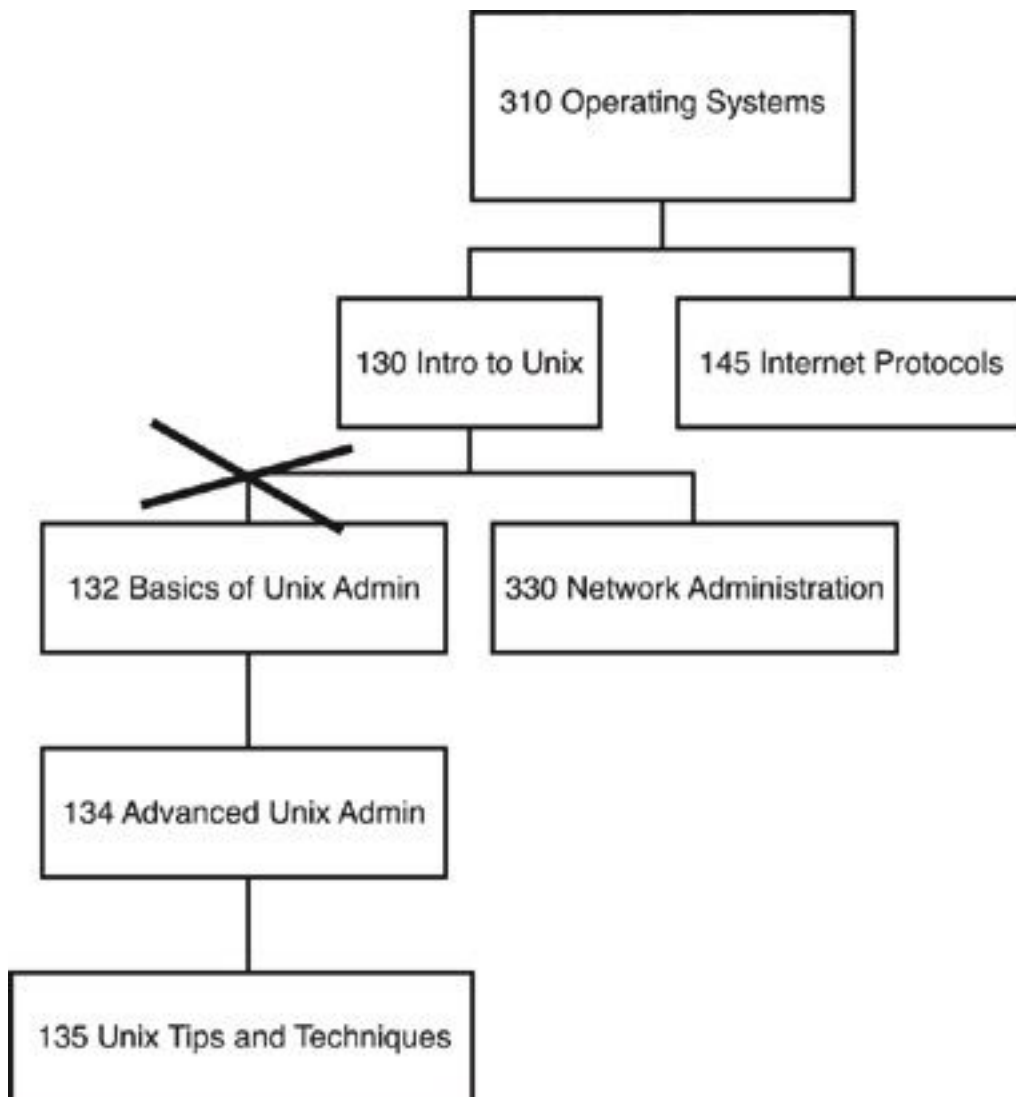 310 Operating Systems
130 Intro to Unix
145 Internet Protocols
132 Basics of Unix Admin
330 Network Administration
134 Advanced Unix Admin
135 Unix Tips and Techniques